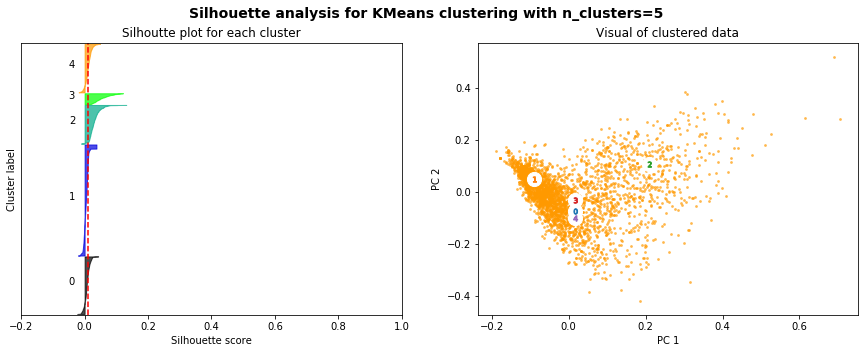 Silhouette analysis for KMeans clustering with n_clusters=5
Silhoutte plot for each cluster
Cluster label
4
3
2
1
0
−0.2 0.0 0.2 0.4 0.6 0.8 1.0
Silhouette score
Visual of clustered data
PC 2
0.4
0.2
0.0
−0.2
−0.4
2
1
3
0
4
−0.2 0.0 0.2 0.4 0.6
PC 1